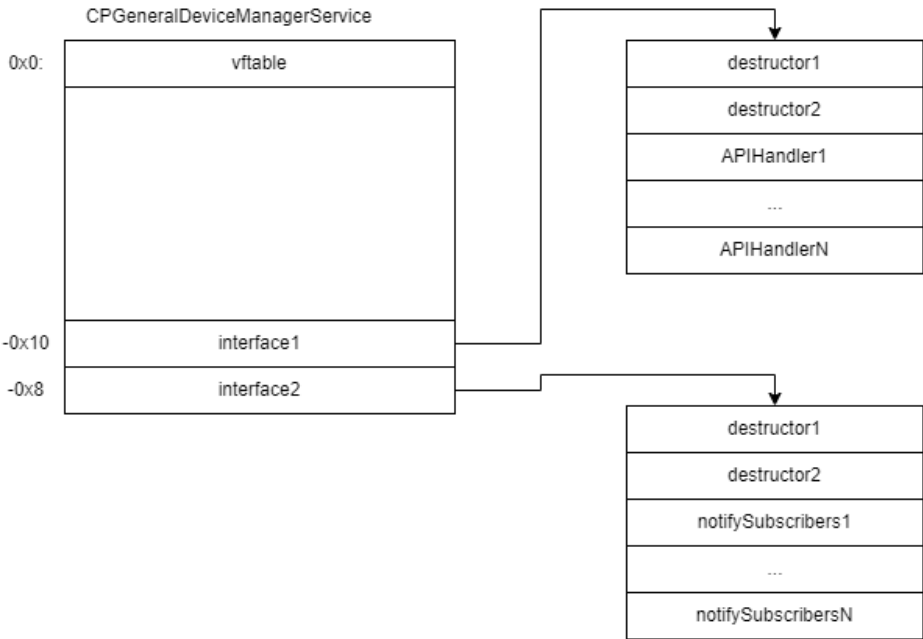 CPGeneralDeviceManagerService
0x0:
vftable
-0x10
interface1
-0x8
interface2
destructor1
destructor2
APIHandler1
...
APIHandlerN
destructor1
destructor2
notifySubscribers1
...
notifySubscribersN